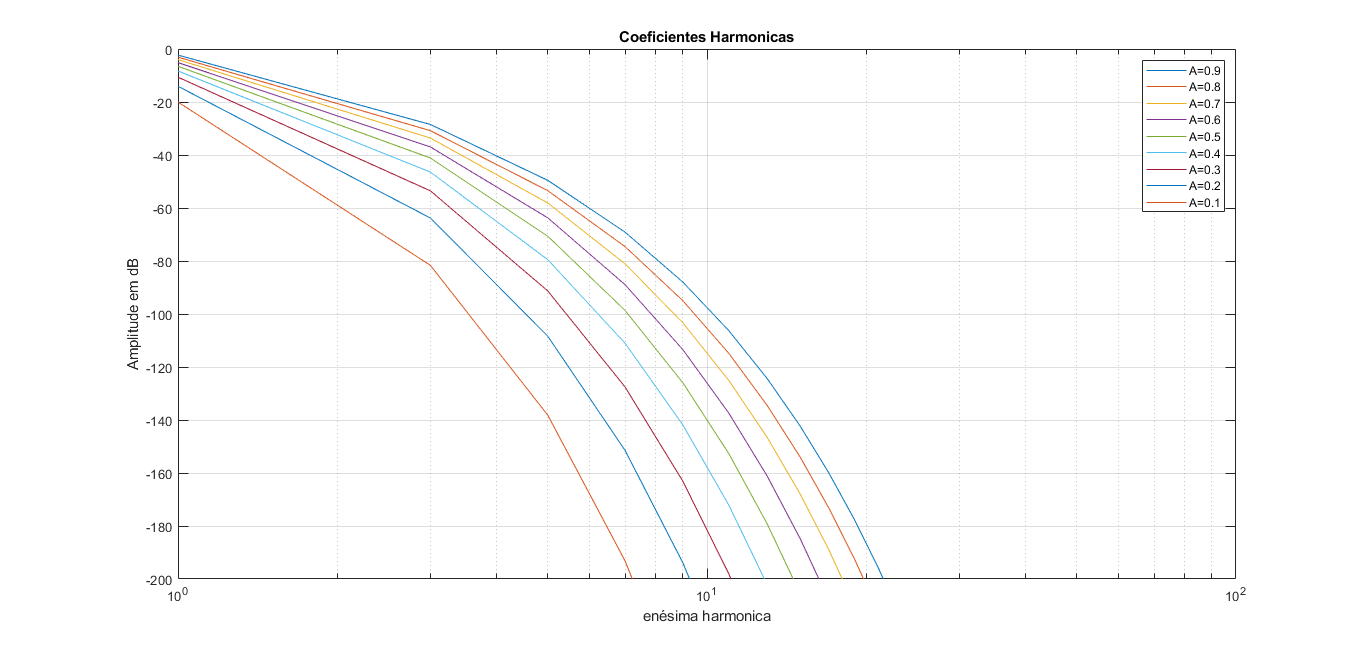 Coeficientes Harmonicas
0
-20
-40
-60
-80
-100
-120
-140
-160
-180
-200
Amplitude em dB
A=0.9
A=0.8
A=0.7
A=0.6
A=0.5
A=0.4
A=0.3
A=0.2
A=0.1
10^0
10^1
10^2
enésima harmonica